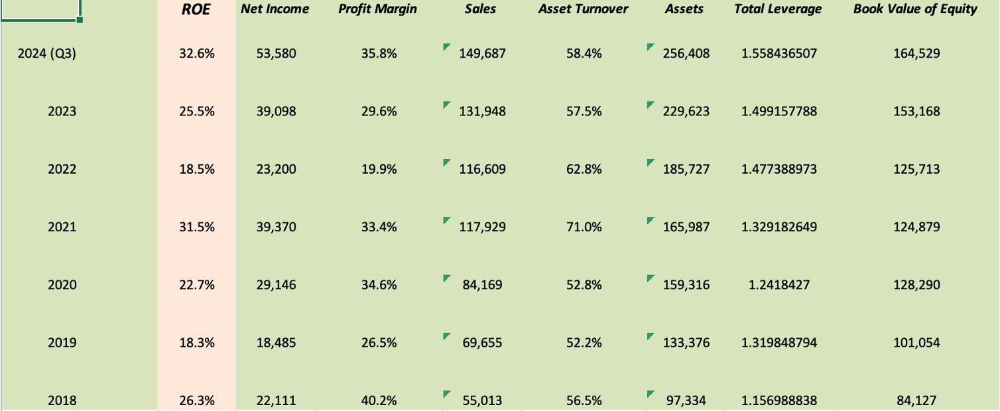 ROE Net Income Profit Margin Sales Asset Turnover Assets Total Leverage Book Value of Equity
2024 (Q3) 32.6% 53,580 35.8% 149,687 58.4% 256,408 1.558436507 164,529
2023 25.5% 39,098 29.6% 131,948 57.5% 229,623 1.499157788 153,168
2022 18.5% 23,200 19.9% 116,609 62.8% 185,727 1.477388973 125,713
2021 31.5% 39,370 33.4% 117,929 71.0% 165,987 1.329182649 124,879
2020 22.7% 29,146 34.6% 84,169 52.8% 159,316 1.2418427 128,290
2019 18.3% 18,485 26.5% 69,655 52.2% 133,376 1.319848794 101,054
2018 26.3% 22,111 40.2% 55,013 56.5% 97,334 1.156988838 84,127